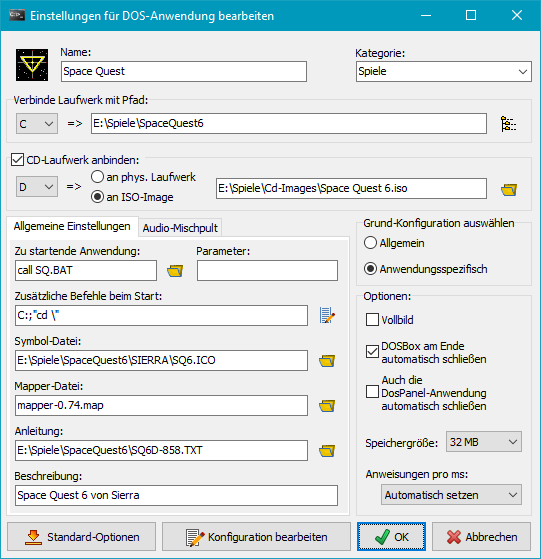 Einstellungen für DOS-Anwendung bearbeiten
Name:
Kategorie:
Space Quest
Spiele
Verbinde Laufwerk mit Pfad:
C => E:\Spiele\SpaceQuest6
CD-Laufwerk anbinden:
D => an phys. Laufwerk
an ISO-Image
E:\Spiele\Cd-Images\Space Quest 6.iso
Allgemeine Einstellungen Audio-Mischpult
Zu startende Anwendung: Parameter:
call SQ.BAT
Zusätzliche Befehle beim Start:
C:;"cd \"
Symbol-Datei:
E:\Spiele\SpaceQuest6\SIERRA\SQ6.ICO
Mapper-Datei:
mapper-0.74.map
Anleitung:
E:\Spiele\SpaceQuest6\SQ6D-858.TXT
Beschreibung:
Space Quest 6 von Sierra
Grund-Konfiguration auswählen
Allgemein
Anwendungsspezifisch
Optionen:
Vollbild
DOSBox am Ende
automatisch schließen
Auch die
DosPanel-Anwendung
automatisch schließen
Speichergröße: 32 MB
Anweisungen pro ms:
Automatisch setzen
Standard-Optionen Konfiguration bearbeiten OK Abbrechen